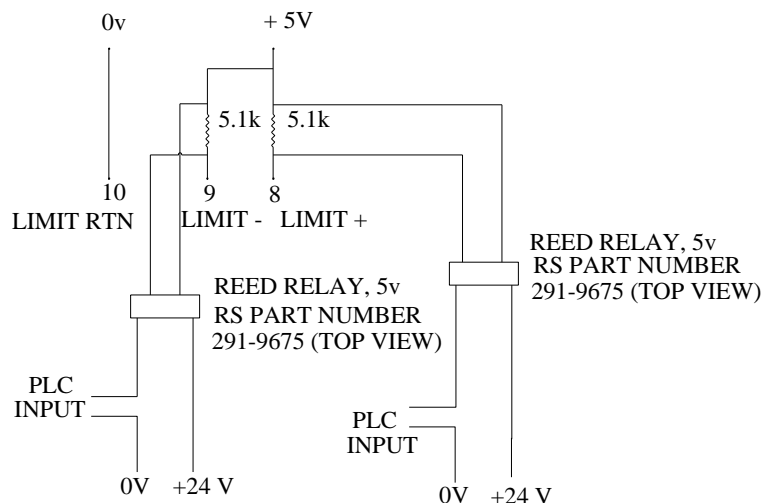 0v
+ 5V
5.1k
5.1k
10
9
8
LIMIT RTN
LIMIT -
LIMIT +
REED RELAY, 5v
RS PART NUMBER
291-9675 (TOP VIEW)
REED RELAY, 5v
RS PART NUMBER
291-9675 (TOP VIEW)
PLC
INPUT
PLC
INPUT
0V
+24 V
0V
+24 V